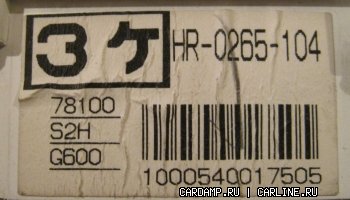 3ケ HR-0265-104
78100
S2H
G600
1000540017505
CARDAMP.RU | CARLINE.RU